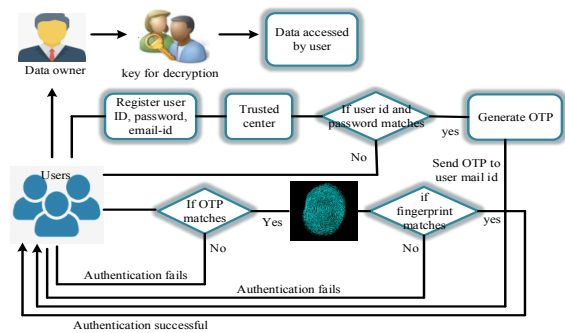 Data owner
key for decryption
Data accessed
by user
Register user
ID, password,
email-id
Trusted
center
If user id and
password matches
yes
Generate OTP
No
Send OTP to
user mail id
Users
If OTP
matches
Yes
if
fingerprint
matches
yes
No
No
Authentication fails
Authentication fails
Authentication successful